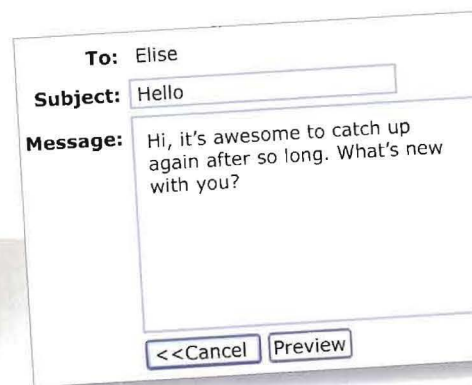 To: Elise
Subject: Hello
Message: Hi, it's awesome to catch up
again after so long. What's new
with you?
<<Cancel Preview